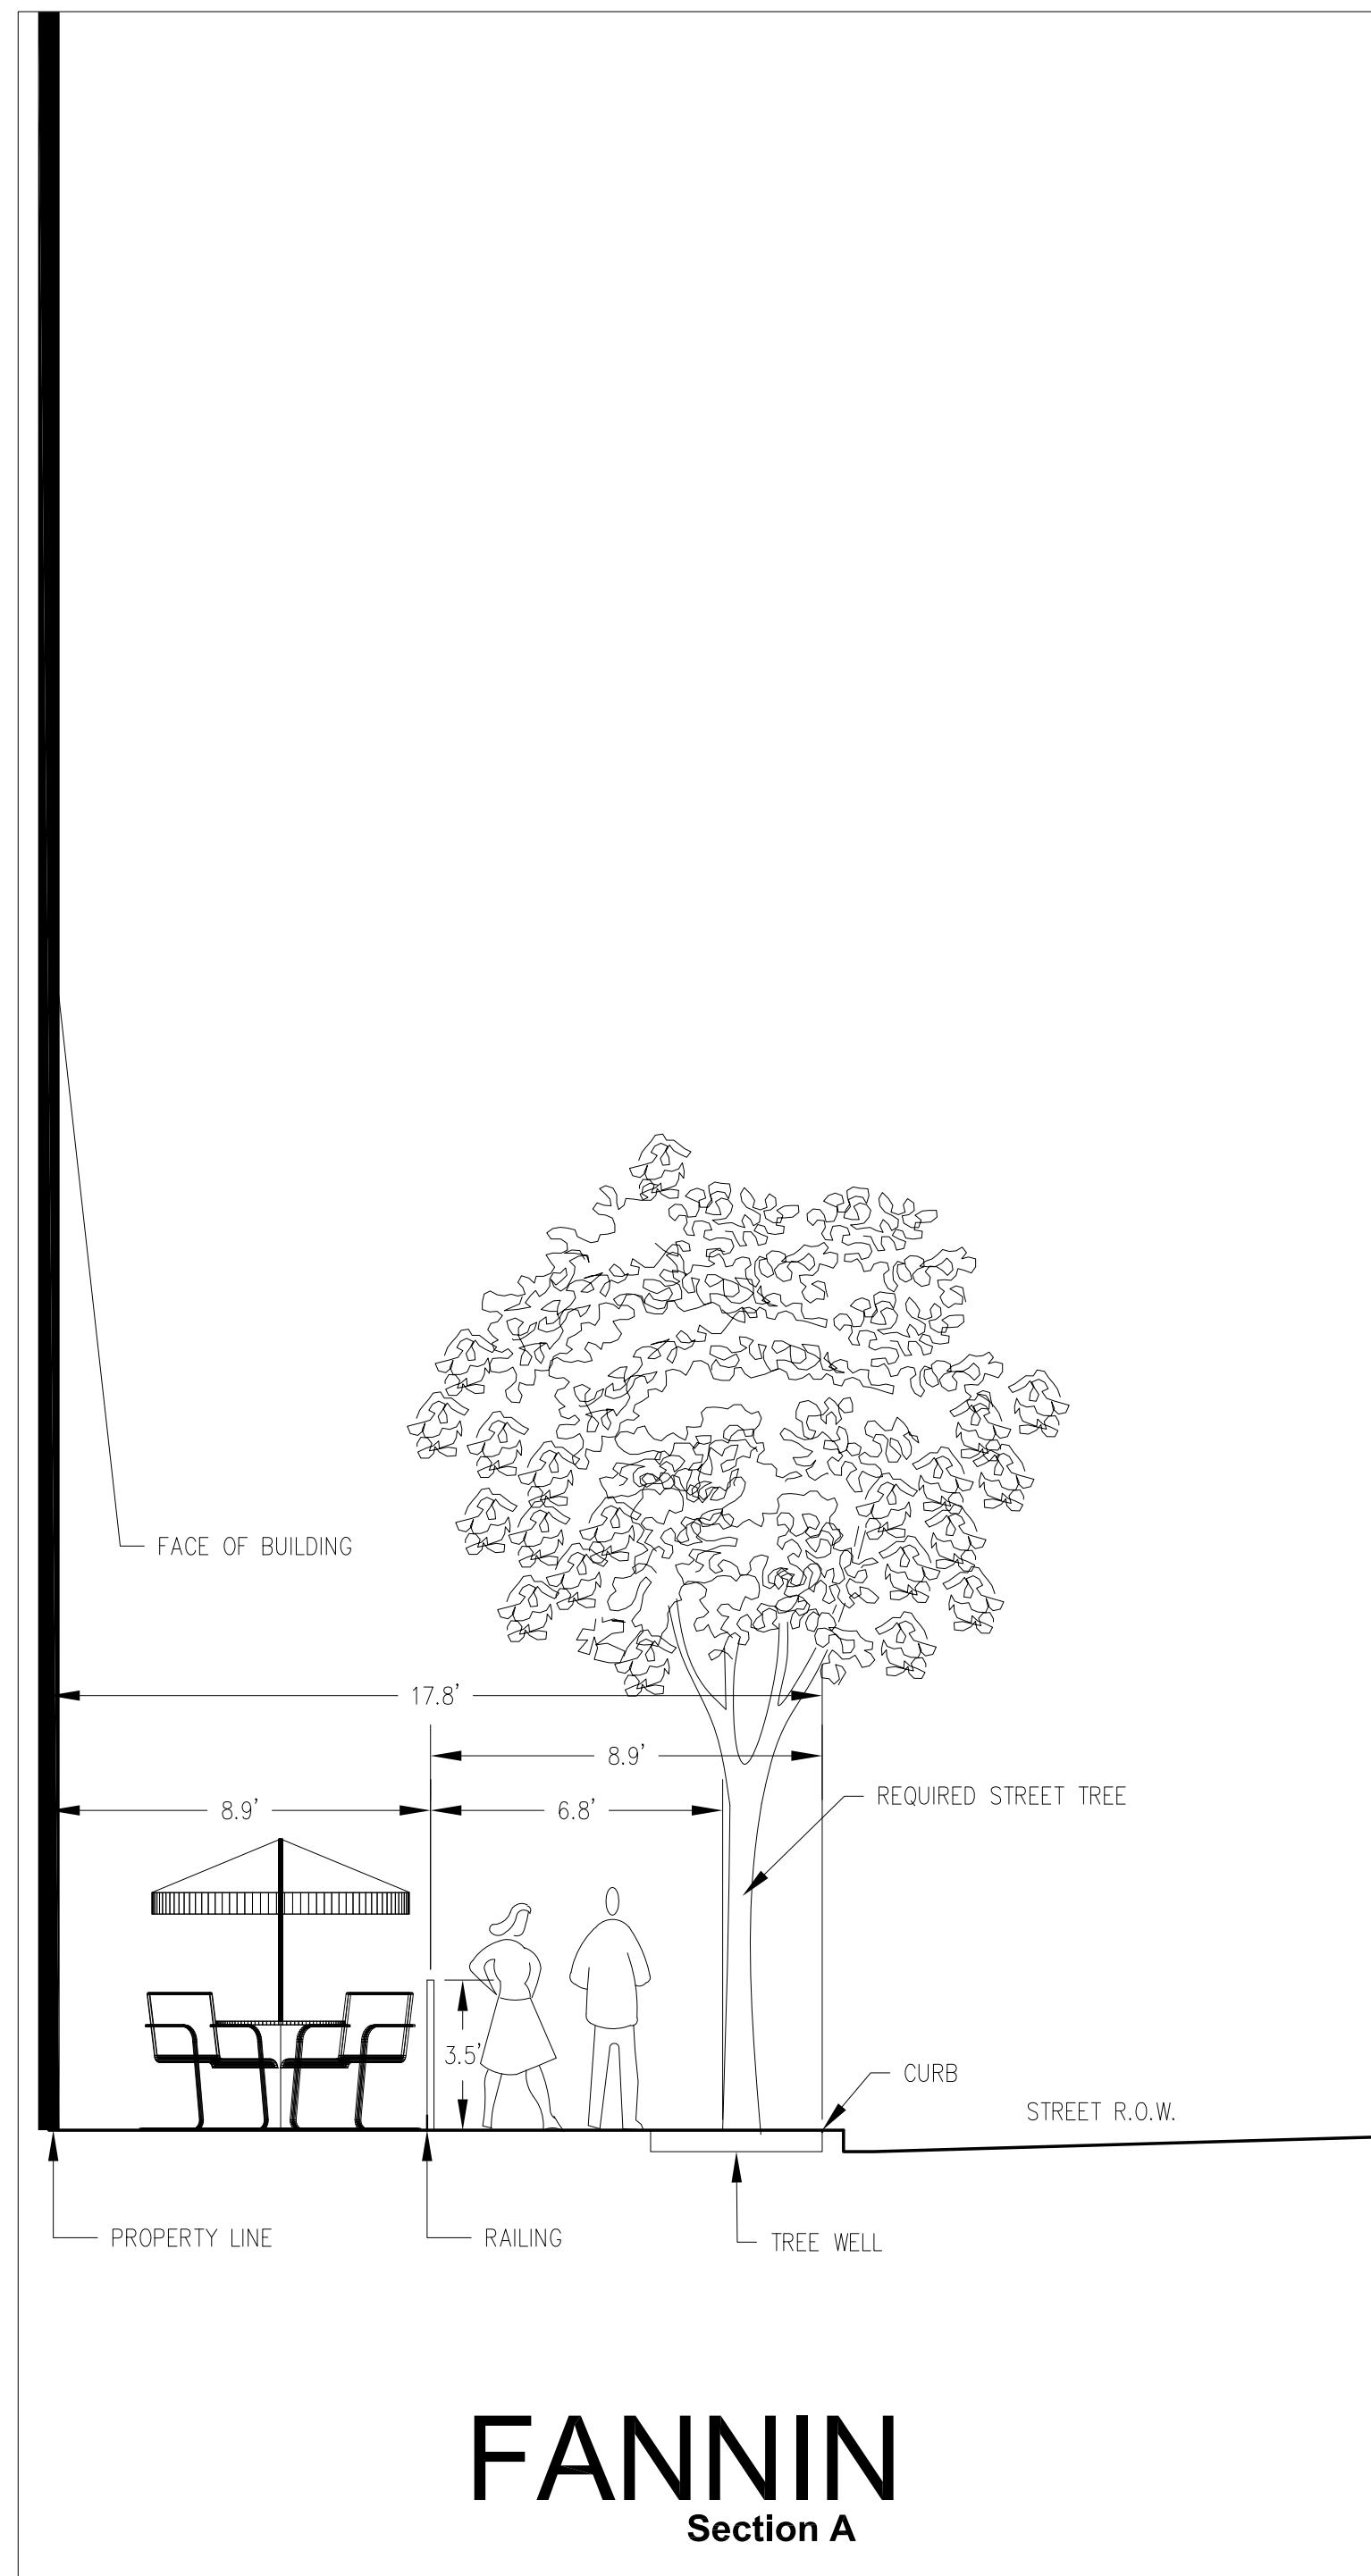 FACE OF BUILDING
17.8'
8.9'
REQUIRED STREET TREE
8.9'
6.8'
3.5'
CURB
STREET R.O.W.
PROPERTY LINE
RAILING
TREE WELL
FANNIN
Section A